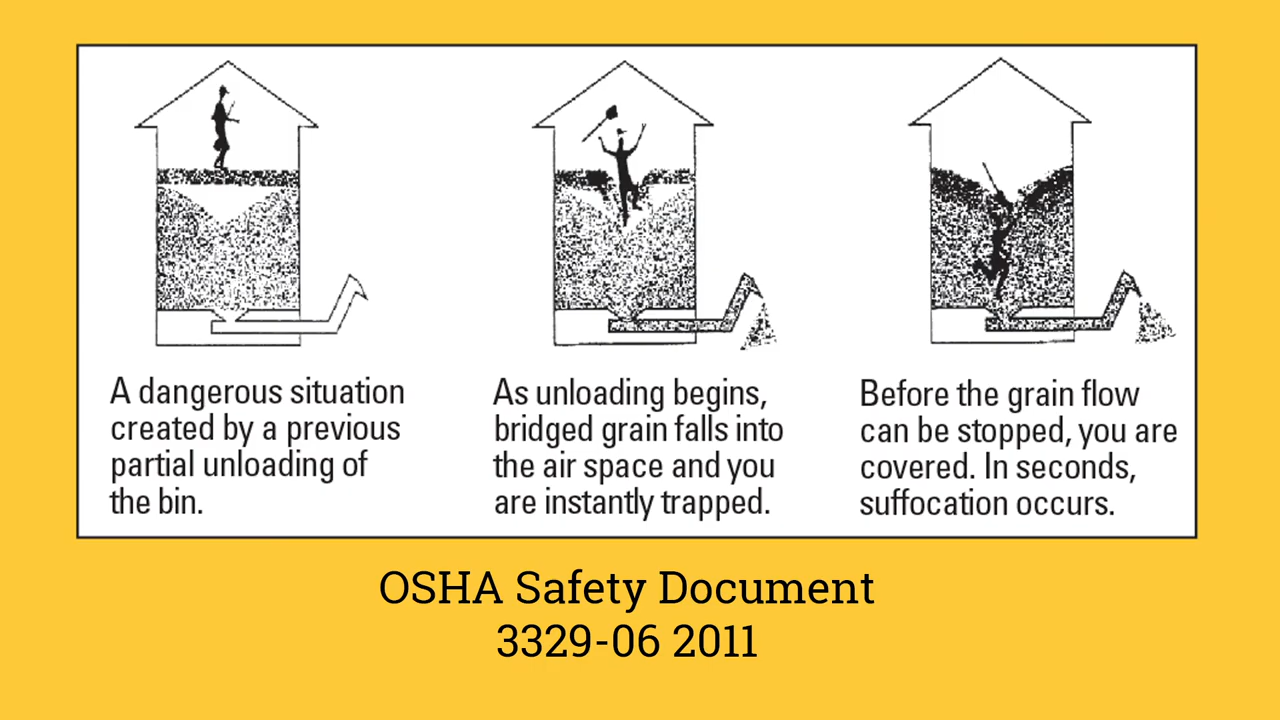 A dangerous situation
created by a previous
partial unloading of
the bin.
As unloading begins,
bridged grain falls into
the air space and you
are instantly trapped.
Before the grain flow
can be stopped, you are
covered. In seconds,
suffocation occurs.
OSHA Safety Document
3329-06 2011